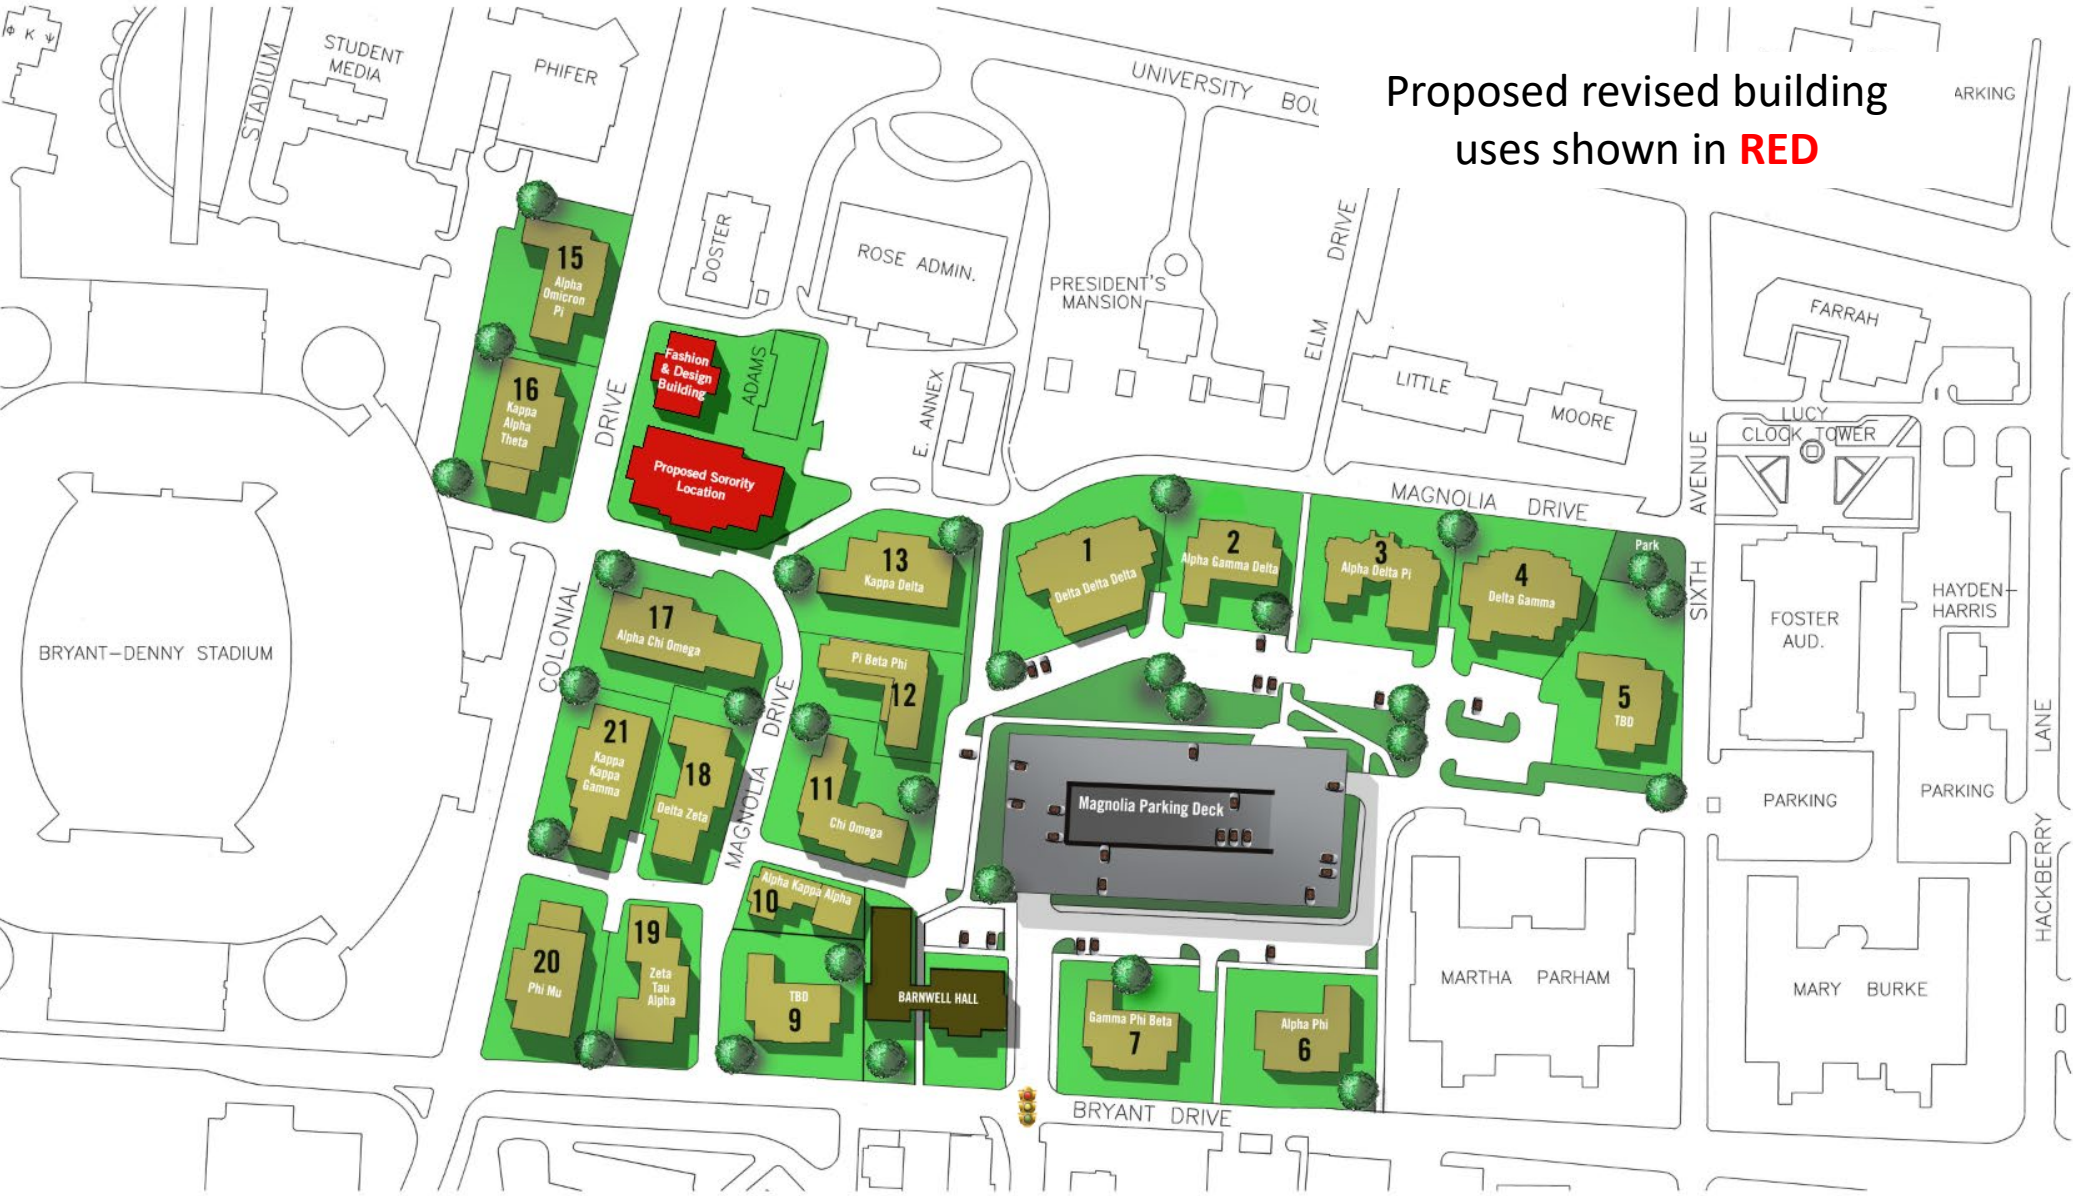 Proposed revised building
uses shown in RED
Φ Κ Ψ
STADIUM
STUDENT
MEDIA
PHIFER
UNIVERSITY BOU
ARKING
DOSTER
ROSE ADMIN.
PRESIDENT'S
MANSION
ELM DRIVE
FARRAH
15
Alpha
Omicron
Pi
16
Kappa
Alpha
Theta
COLONIAL DRIVE
Fashion
& Design
Building
ADAMS
Proposed Sorority
Location
E. ANNEX
LITTLE
MOORE
LUCY
CLOCK TOWER
MAGNOLIA DRIVE
SIXTH AVENUE
13
Kappa Delta
1
Delta Delta Delta
2
Alpha Gamma Delta
3
Alpha Delta Pi
4
Delta Gamma
Park
FOSTER
AUD.
HAYDEN-
HARRIS
17
Alpha Chi Omega
Pi Beta Phi
12
5
TBD
BRYANT-DENNY STADIUM
21
Kappa
Kappa
Gamma
18
Delta Zeta
MAGNOLIA DRIVE
11
Chi Omega
Magnolia Parking Deck
PARKING
PARKING
HACKBERRY LANE
Alpha Kappa Alpha
10
20
Phi Mu
19
Zeta
Tau
Alpha
TBD
9
BARNWELL HALL
Gamma Phi Beta
7
Alpha Phi
6
MARTHA PARHAM
MARY BURKE
BRYANT DRIVE